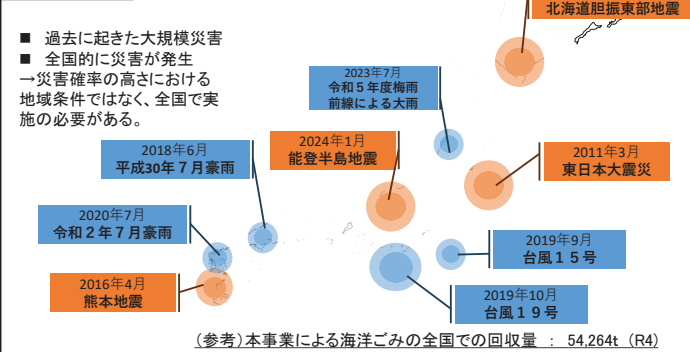 北海道胆振東部地震
■ 過去に起きた大規模災害
■ 全国的に災害が発生
→災害確率の高さにおける
地域条件ではなく、全国で実
施の必要がある。
2023年7月
令和５年度梅雨
前線による大雨
2018年6月
平成30年７月豪雨
2024年1月
能登半島地震
2011年3月
東日本大震災
2020年7月
令和２年７月豪雨
2019年9月
台風１５号
2016年4月
熊本地震
2019年10月
台風１９号
(参考)本事業による海洋ごみの全国での回収量 ： 54,264t (R4)